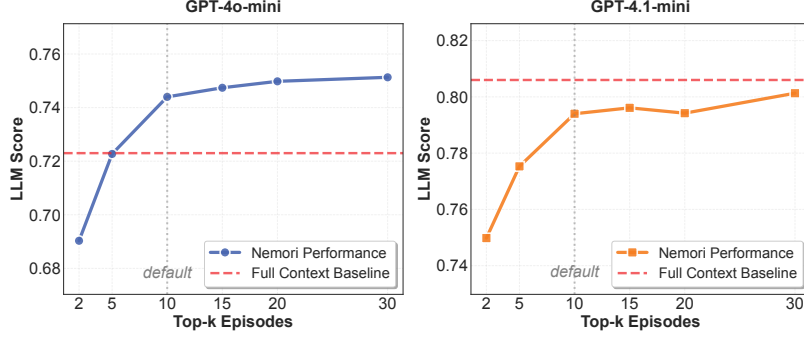 GPT-4o-mini
LLM Score
0.76
0.74
0.72
0.70
0.68
default
Nemori Performance
Full Context Baseline
2 5 10 15 20 30
Top-k Episodes
GPT-4.1-mini
LLM Score
0.82
0.80
0.78
0.76
0.74
default
Nemori Performance
Full Context Baseline
2 5 10 15 20 30
Top-k Episodes